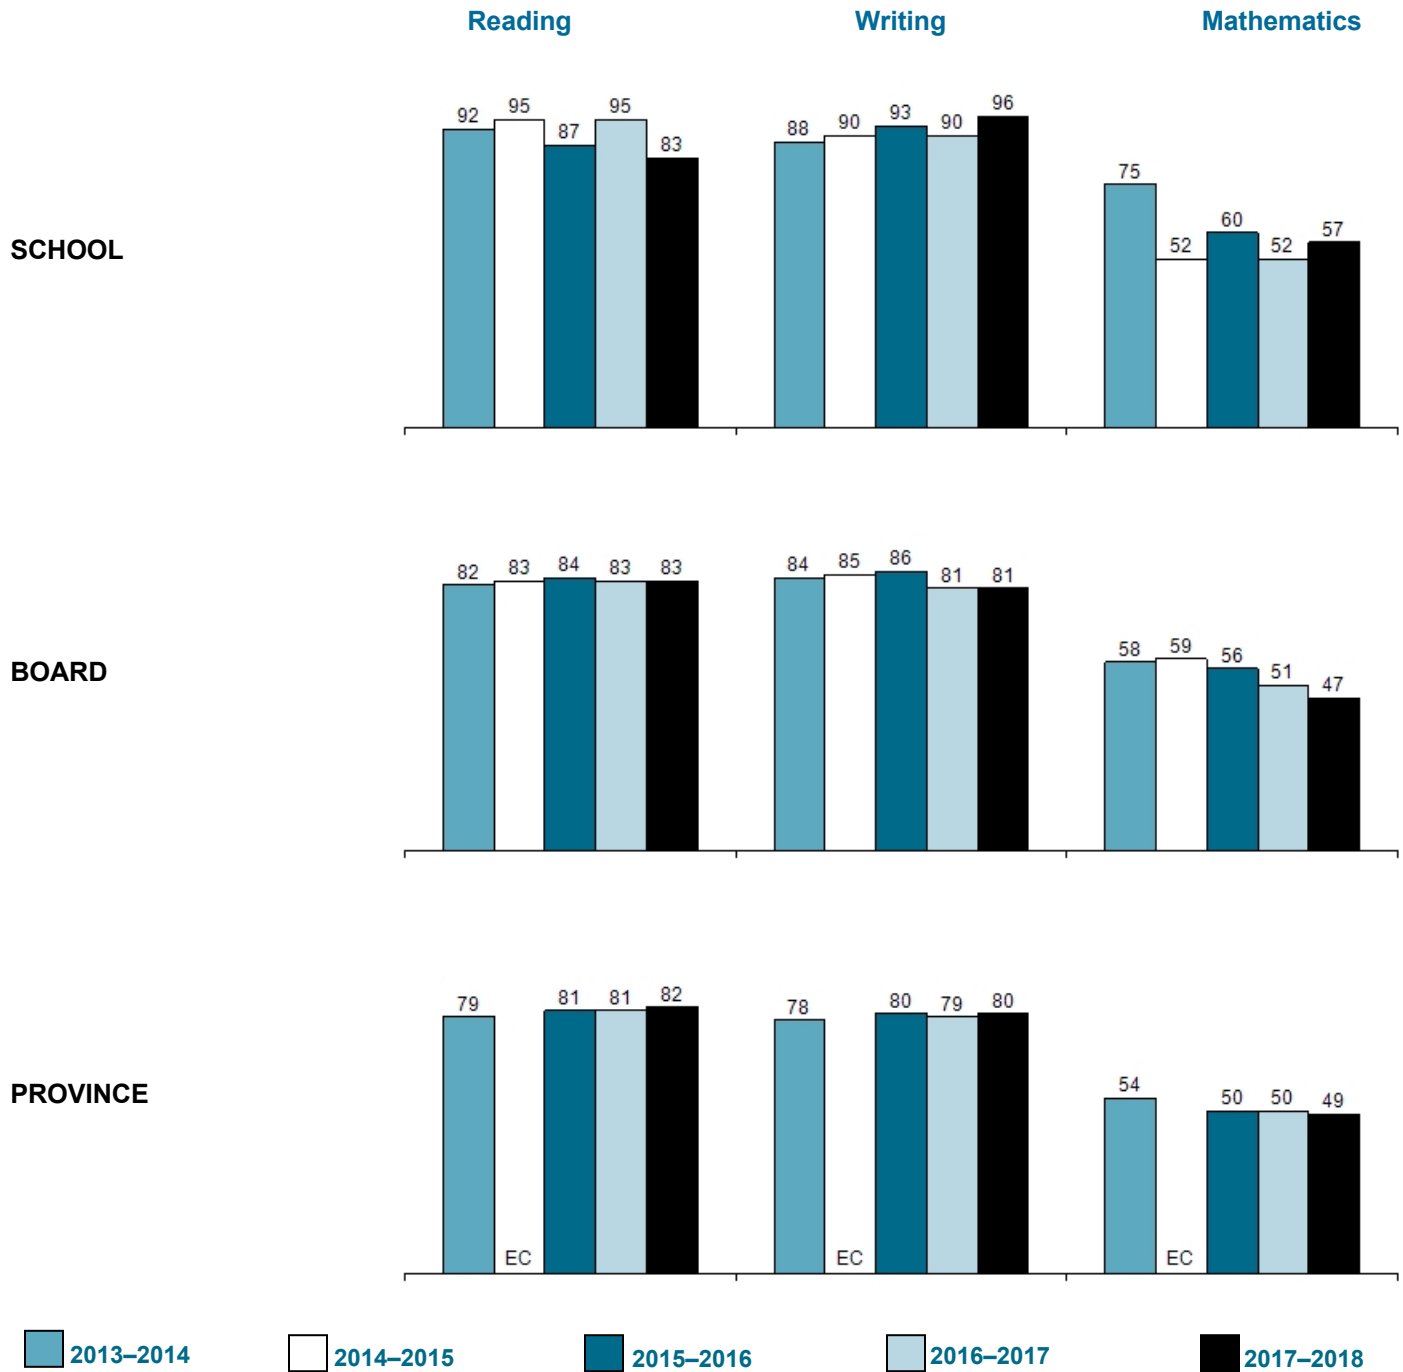 Reading Writing Mathematics
SCHOOL
92 95 87 95 83
88 90 93 90 96
75 52 60 52 57
BOARD
82 83 84 83 83
84 85 86 81 81
58 59 56 51 47
PROVINCE
79 EC 81 81 82
78 EC 80 79 80
54 EC 50 50 49
2013–2014 2014–2015 2015–2016 2016–2017 2017–2018